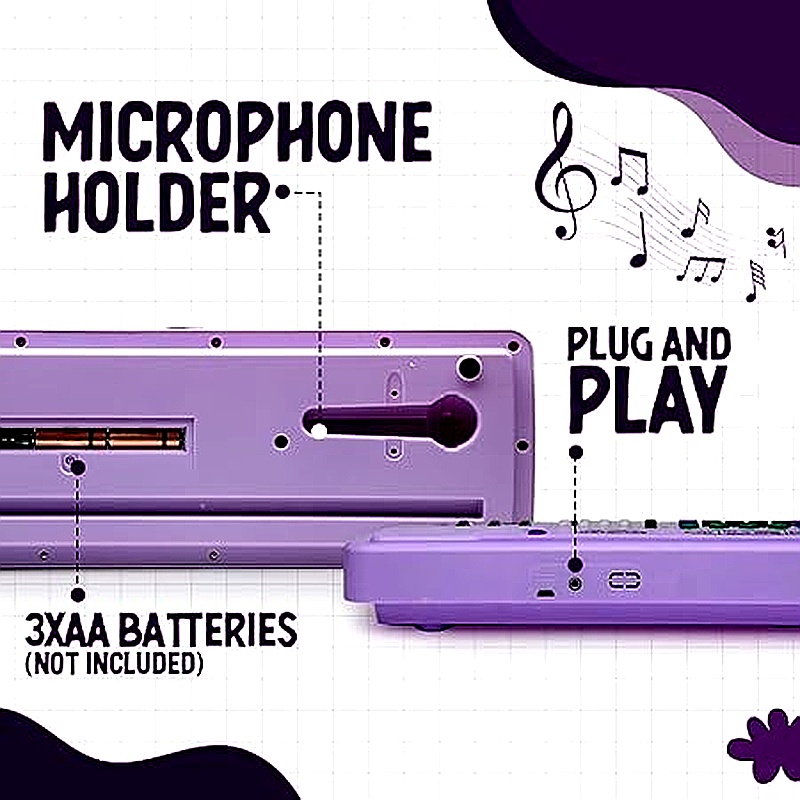 MICROPHONE
HOLDER
PLUG AND
PLAY
3XAA BATTERIES
(NOT INCLUDED)